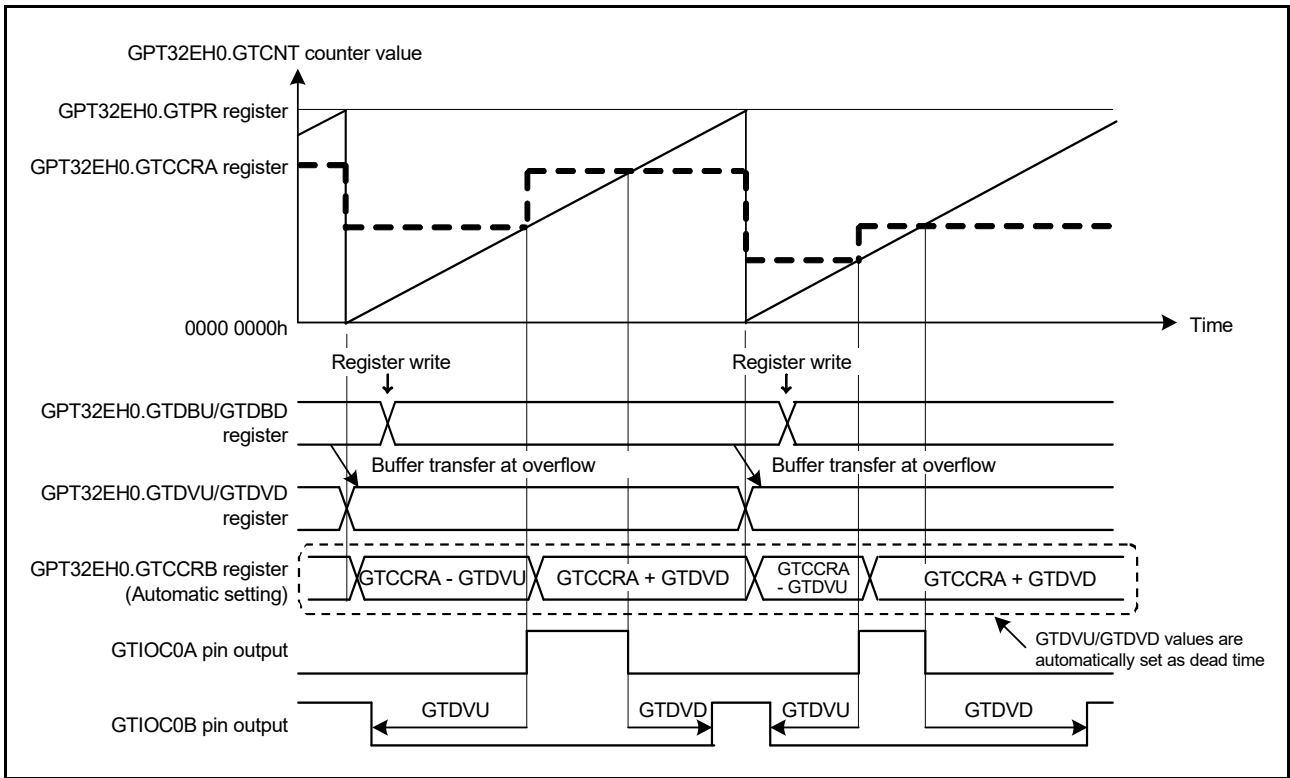 GPT32EH0.GTCNT counter value
GPT32EH0.GTPR register
GPT32EH0.GTCCRA register
0000 0000h
Time
Register write
Register write
GPT32EH0.GTDBU/GTDBD
register
Buffer transfer at overflow
Buffer transfer at overflow
GPT32EH0.GTDVU/GTDVD
register
GPT32EH0.GTCCRB register
(Automatic setting)
GTCCRA - GTDVU
GTCCRA + GTDVD
GTCCRA
- GTDVU
GTCCRA + GTDVD
GTIOC0A pin output
GTDVU/GTDVD values are
automatically set as dead time
GTIOC0B pin output
GTDVU
GTDVD
GTDVU
GTDVD